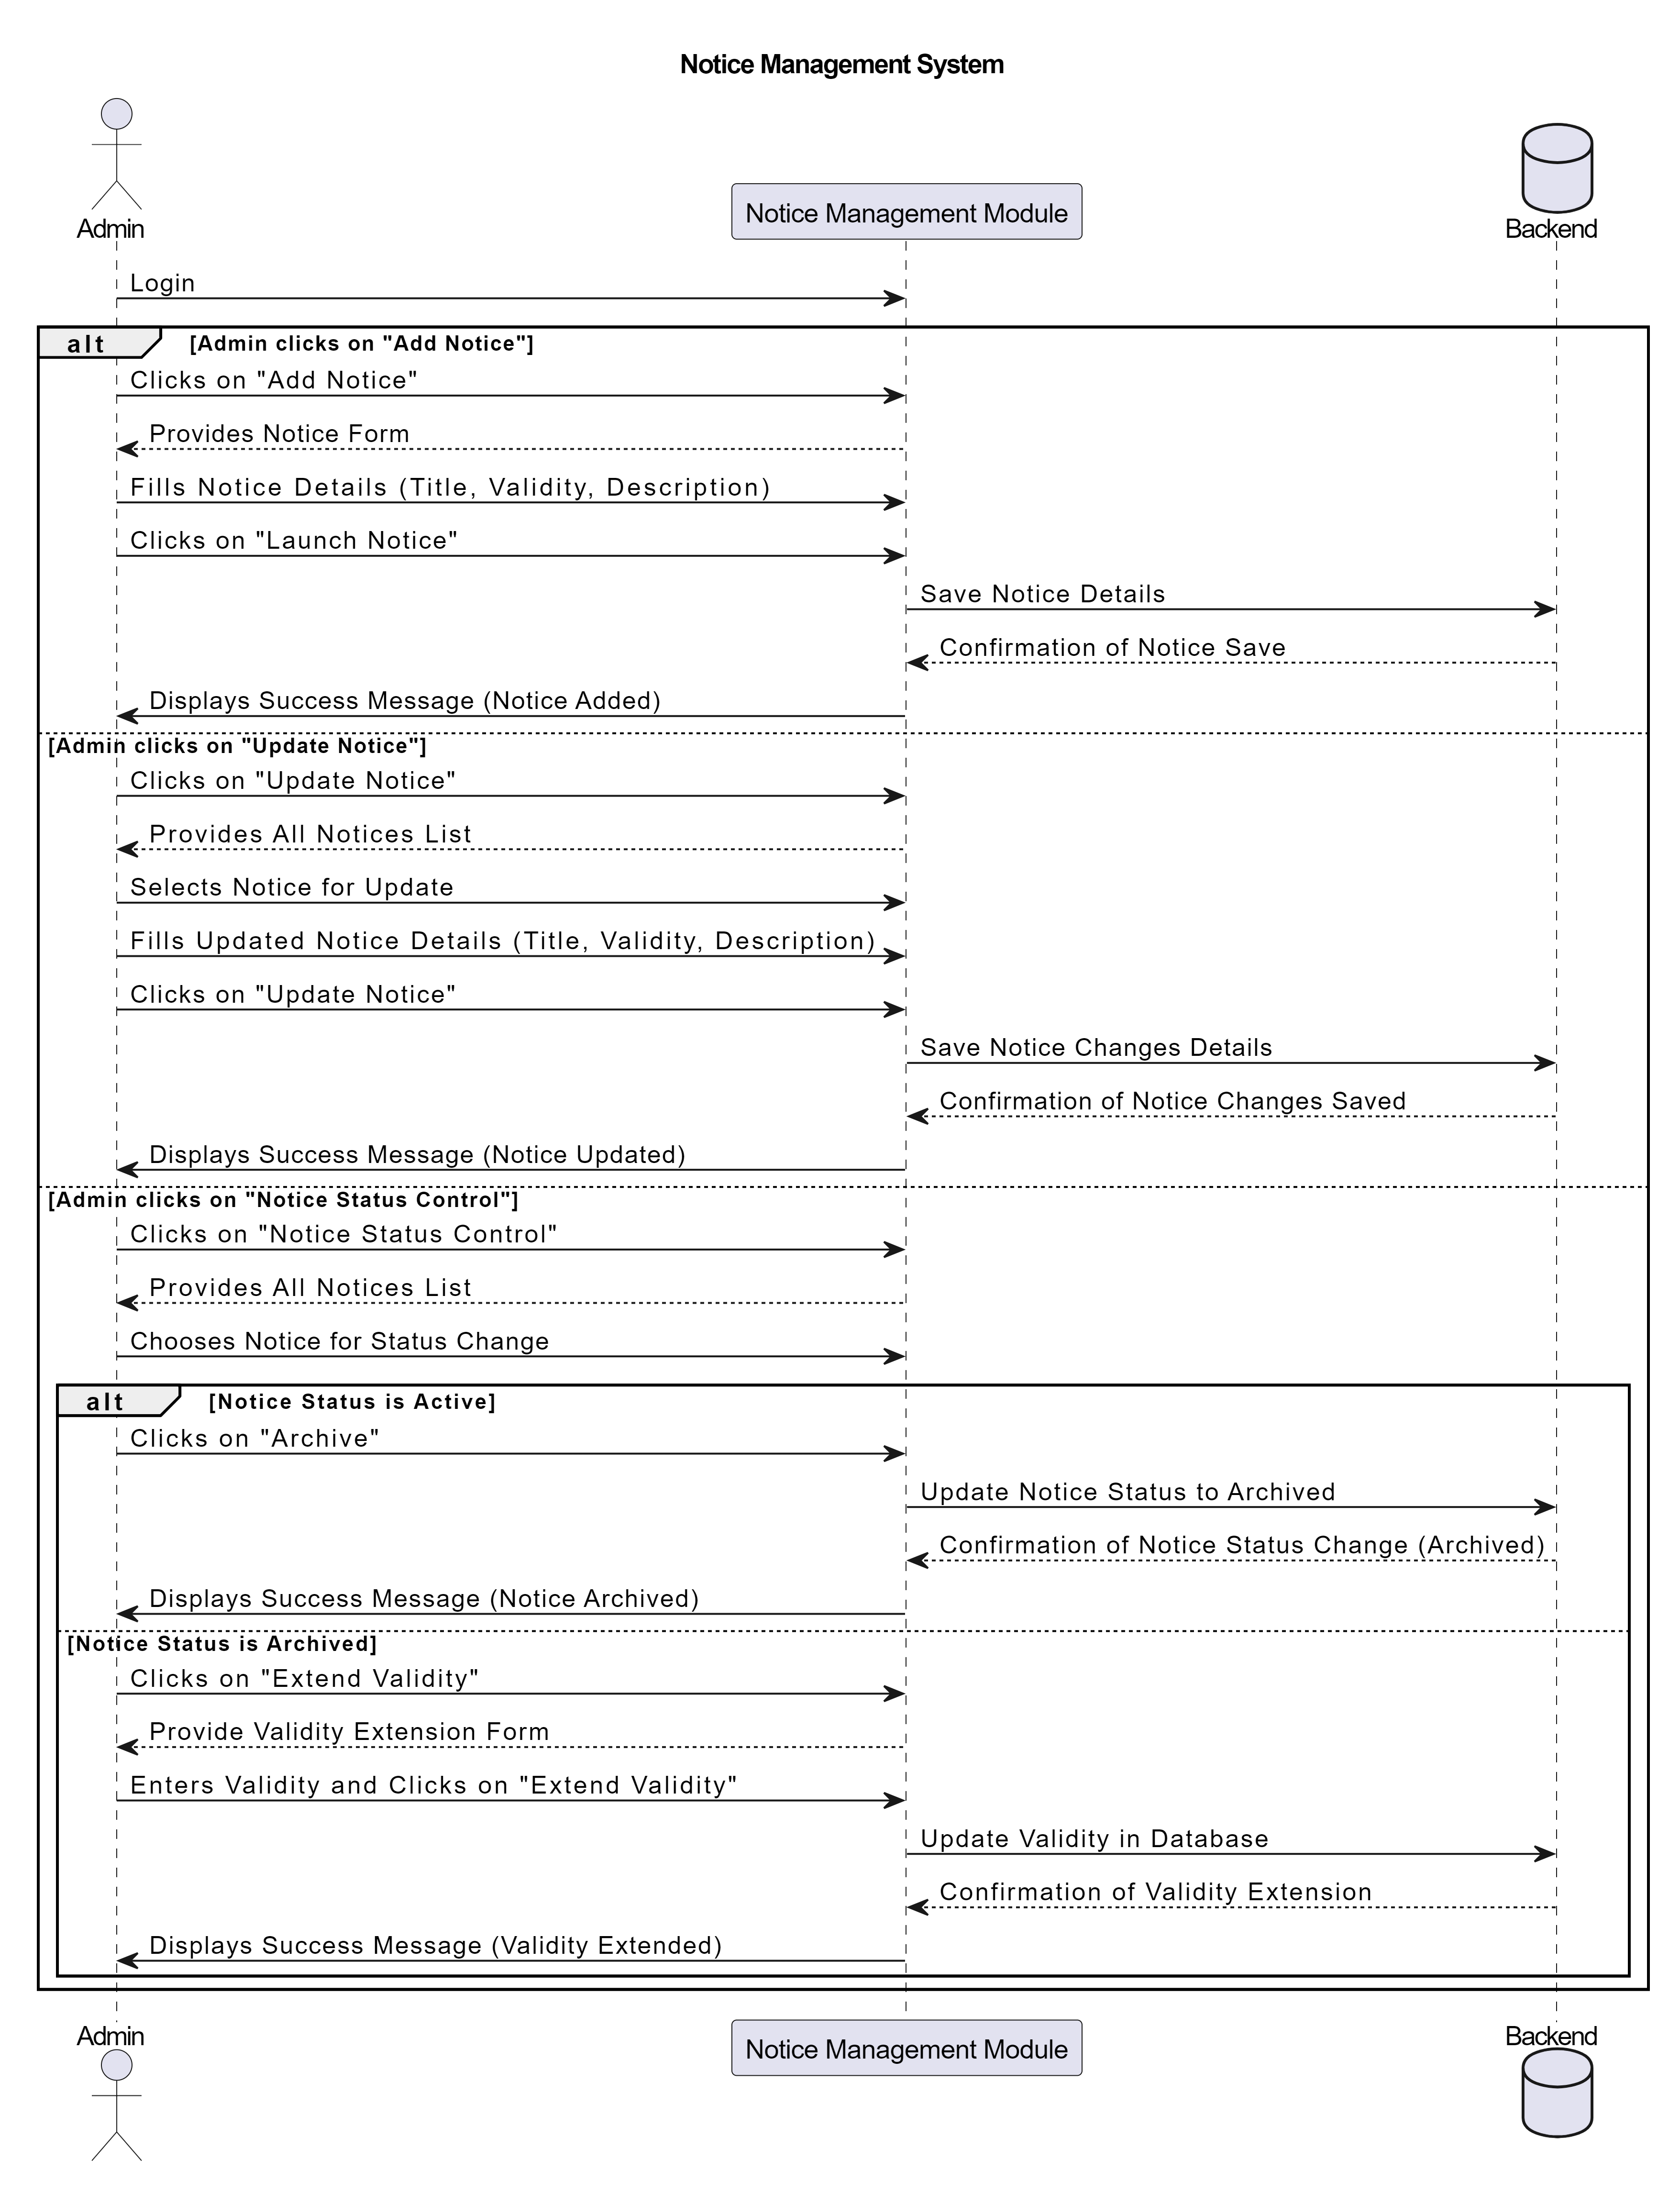 Notice Management System
Admin
Notice Management Module
Backend
Login
alt [Admin clicks on "Add Notice"]
Clicks on "Add Notice"
Provides Notice Form
Fills Notice Details (Title, Validity, Description)
Clicks on "Launch Notice"
Save Notice Details
Confirmation of Notice Save
Displays Success Message (Notice Added)
[Admin clicks on "Update Notice"]
Clicks on "Update Notice"
Provides All Notices List
Selects Notice for Update
Fills Updated Notice Details (Title, Validity, Description)
Clicks on "Update Notice"
Save Notice Changes Details
Confirmation of Notice Changes Saved
Displays Success Message (Notice Updated)
[Admin clicks on "Notice Status Control"]
Clicks on "Notice Status Control"
Provides All Notices List
Chooses Notice for Status Change
alt [Notice Status is Active]
Clicks on "Archive"
Update Notice Status to Archived
Confirmation of Notice Status Change (Archived)
Displays Success Message (Notice Archived)
[Notice Status is Archived]
Clicks on "Extend Validity"
Provide Validity Extension Form
Enters Validity and Clicks on "Extend Validity"
Update Validity in Database
Confirmation of Validity Extension
Displays Success Message (Validity Extended)
Admin
Notice Management Module
Backend